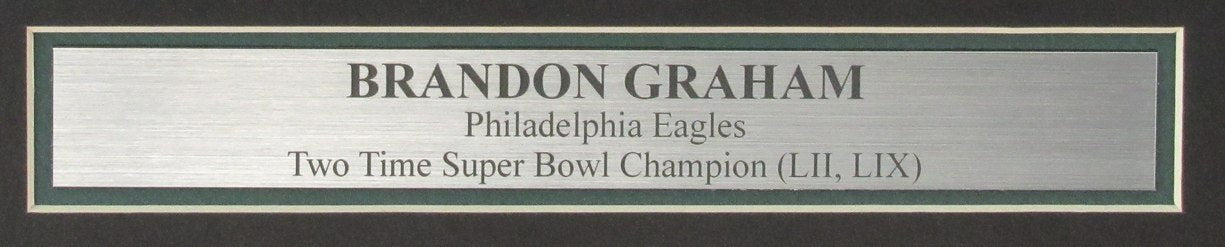 BRANDON GRAHAM
Philadelphia Eagles
Two Time Super Bowl Champion (LII, LIX)